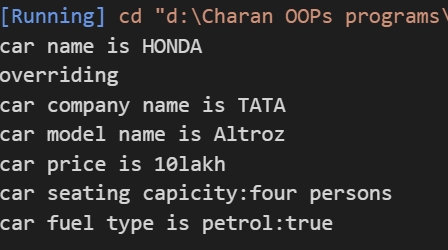 [Running] cd "d:\Charan OOPs programs\
car name is HONDA
overriding
car company name is TATA
car model name is Altroz
car price is 10lakh
car seating capicity:four persons
car fuel type is petrol:true